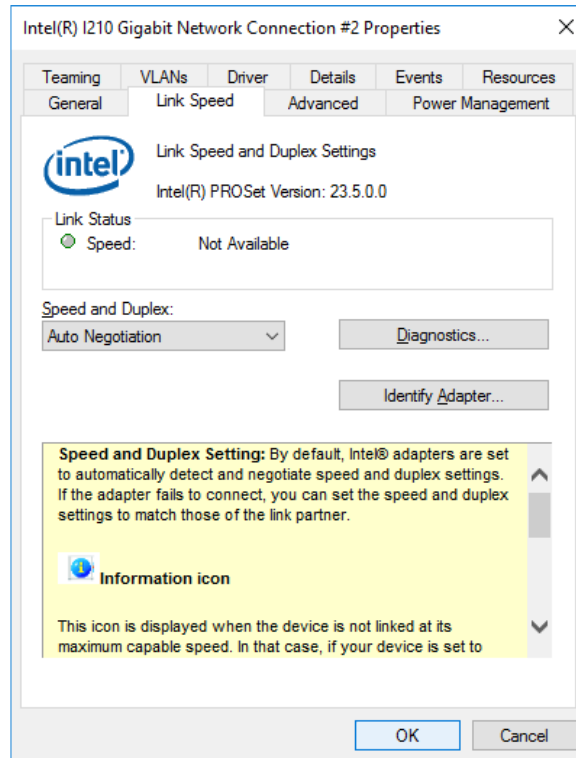 Intel(R) I210 Gigabit Network Connection #2 Properties
Teaming VLANs Driver Details Events Resources
General Link Speed Advanced Power Management
intel
Link Speed and Duplex Settings
Intel(R) PROSet Version: 23.5.0.0
Link Status
Speed: Not Available
Speed and Duplex:
Auto Negotiation
Diagnostics...
Identify Adapter...
Speed and Duplex Setting: By default, Intel® adapters are set
to automatically detect and negotiate speed and duplex settings.
If the adapter fails to connect, you can set the speed and duplex
settings to match those of the link partner.
Information icon
This icon is displayed when the device is not linked at its
maximum capable speed. In that case, if your device is set to
OK Cancel